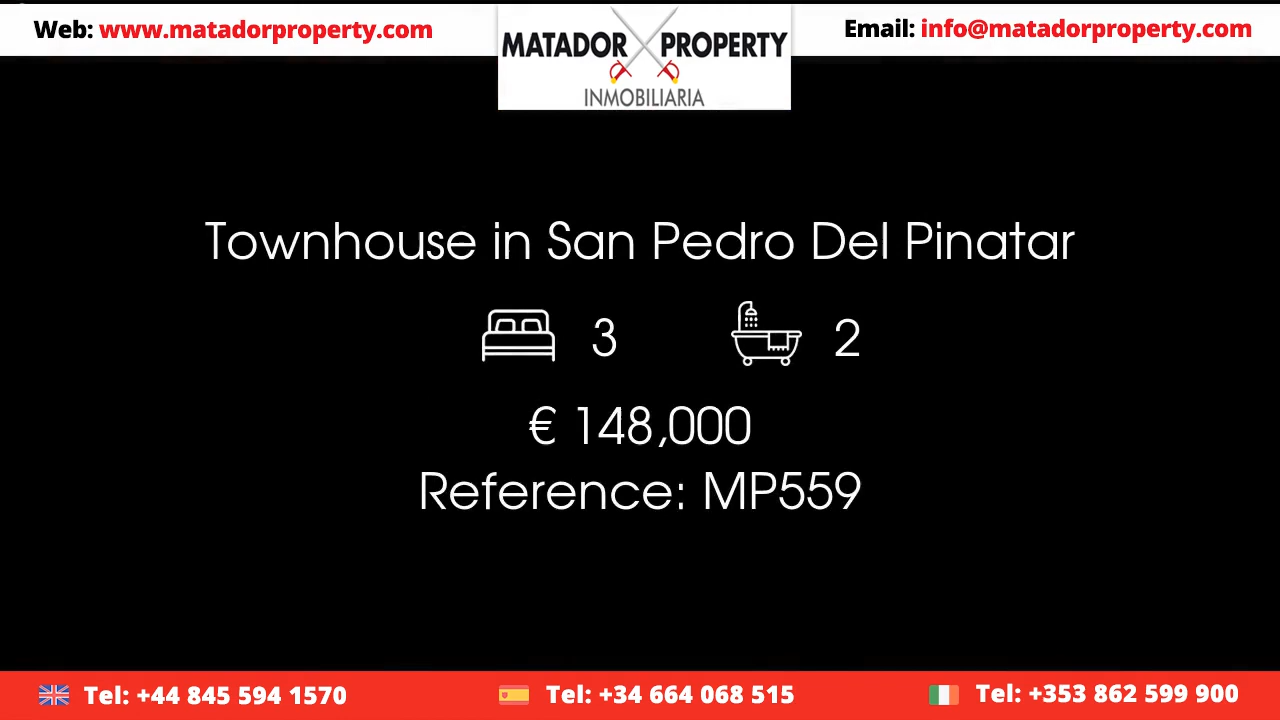 Web: www.matadorproperty.com
MATADOR PROPERTY
INMOBILIARIA
Email: info@matadorproperty.com
Townhouse in San Pedro Del Pinatar
3 2
€ 148,000
Reference: MP559
Tel: +44 845 594 1570
Tel: +34 664 068 515
Tel: +353 862 599 900